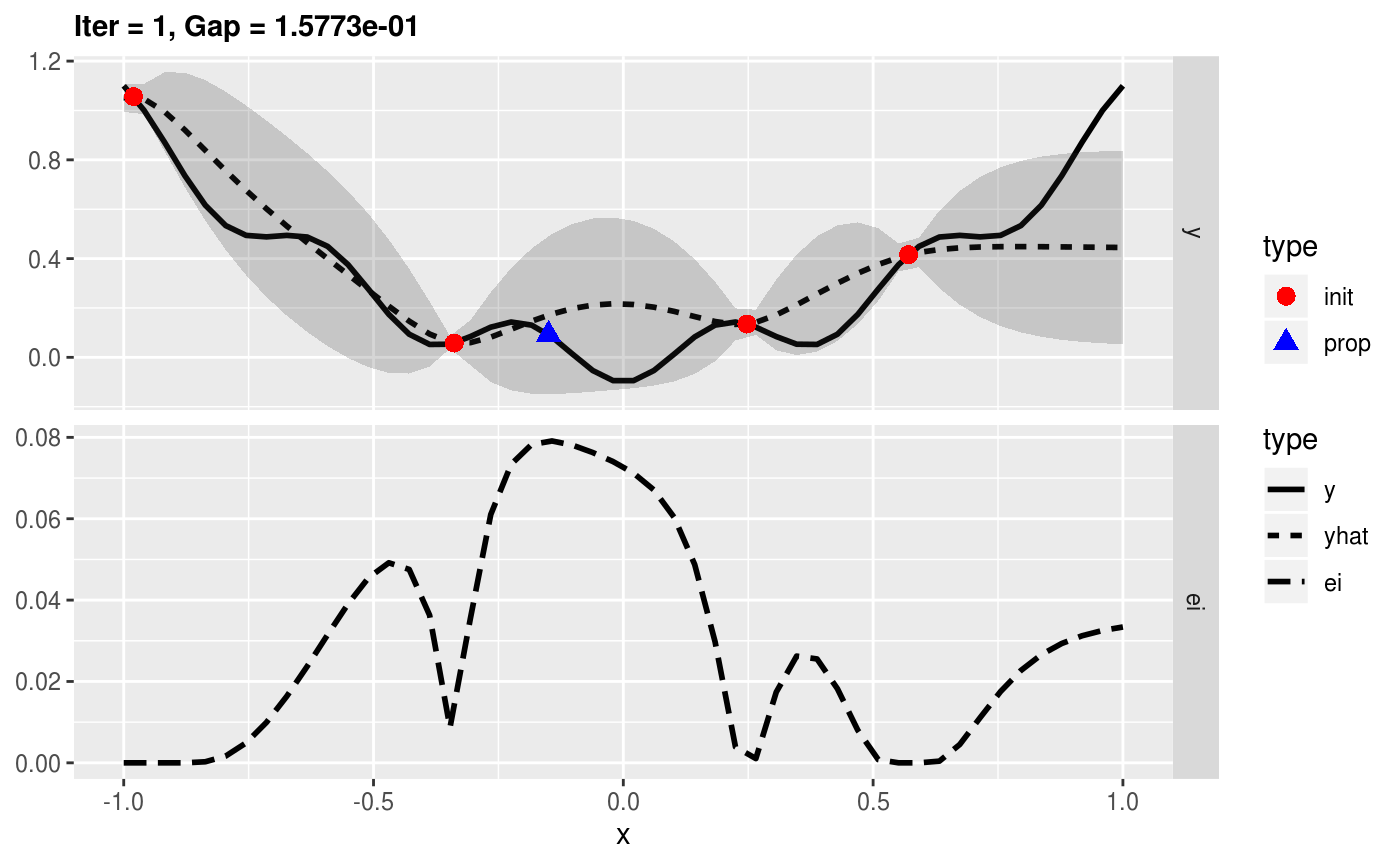 Iter = 1, Gap = 1.5773e-01
1.2
0.8
0.4
0.0
y
0.08
0.06
0.04
0.02
0.00
ei
-1.0 -0.5 0.0 0.5 1.0
x
type
init
prop
type
y
yhat
ei